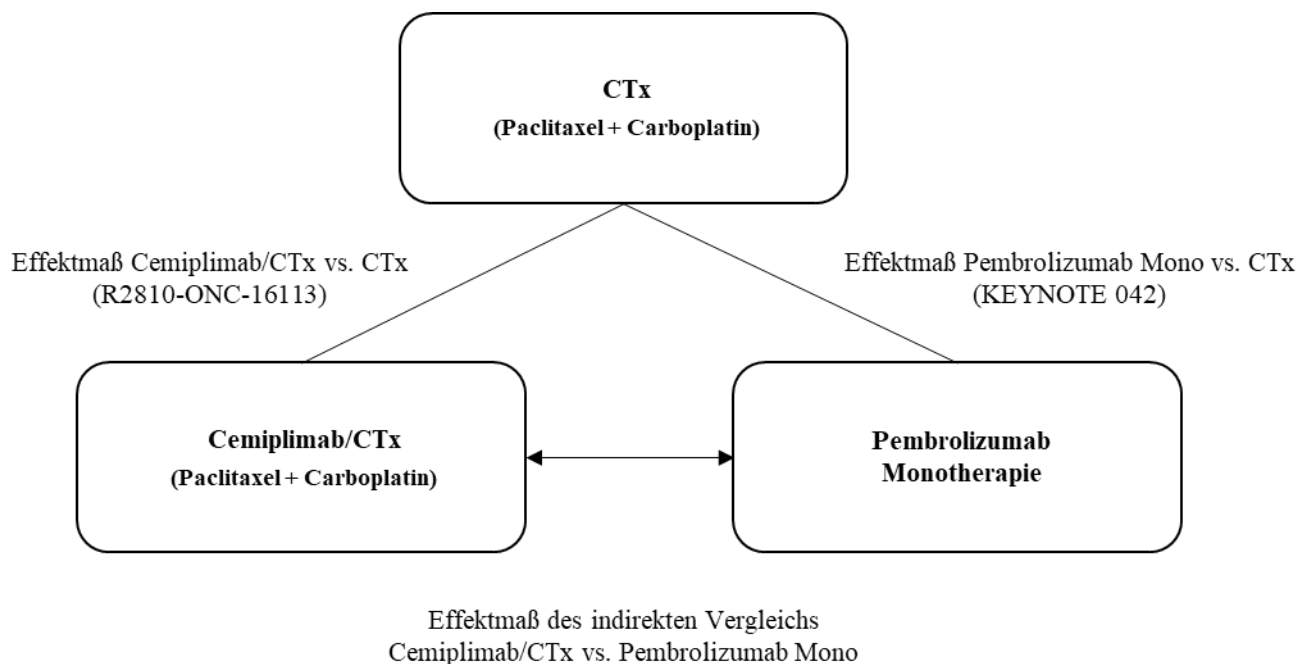 CTx
(Paclitaxel + Carboplatin)
Effektmaß Cemiplimab/CTx vs. CTx
(R2810-ONC-16113)
Effektmaß Pembrolizumab Mono vs. CTx
(KEYNOTE 042)
Cemiplimab/CTx
(Paclitaxel + Carboplatin)
Pembrolizumab
Monotherapie
Effektmaß des indirekten Vergleichs
Cemiplimab/CTx vs. Pembrolizumab Mono